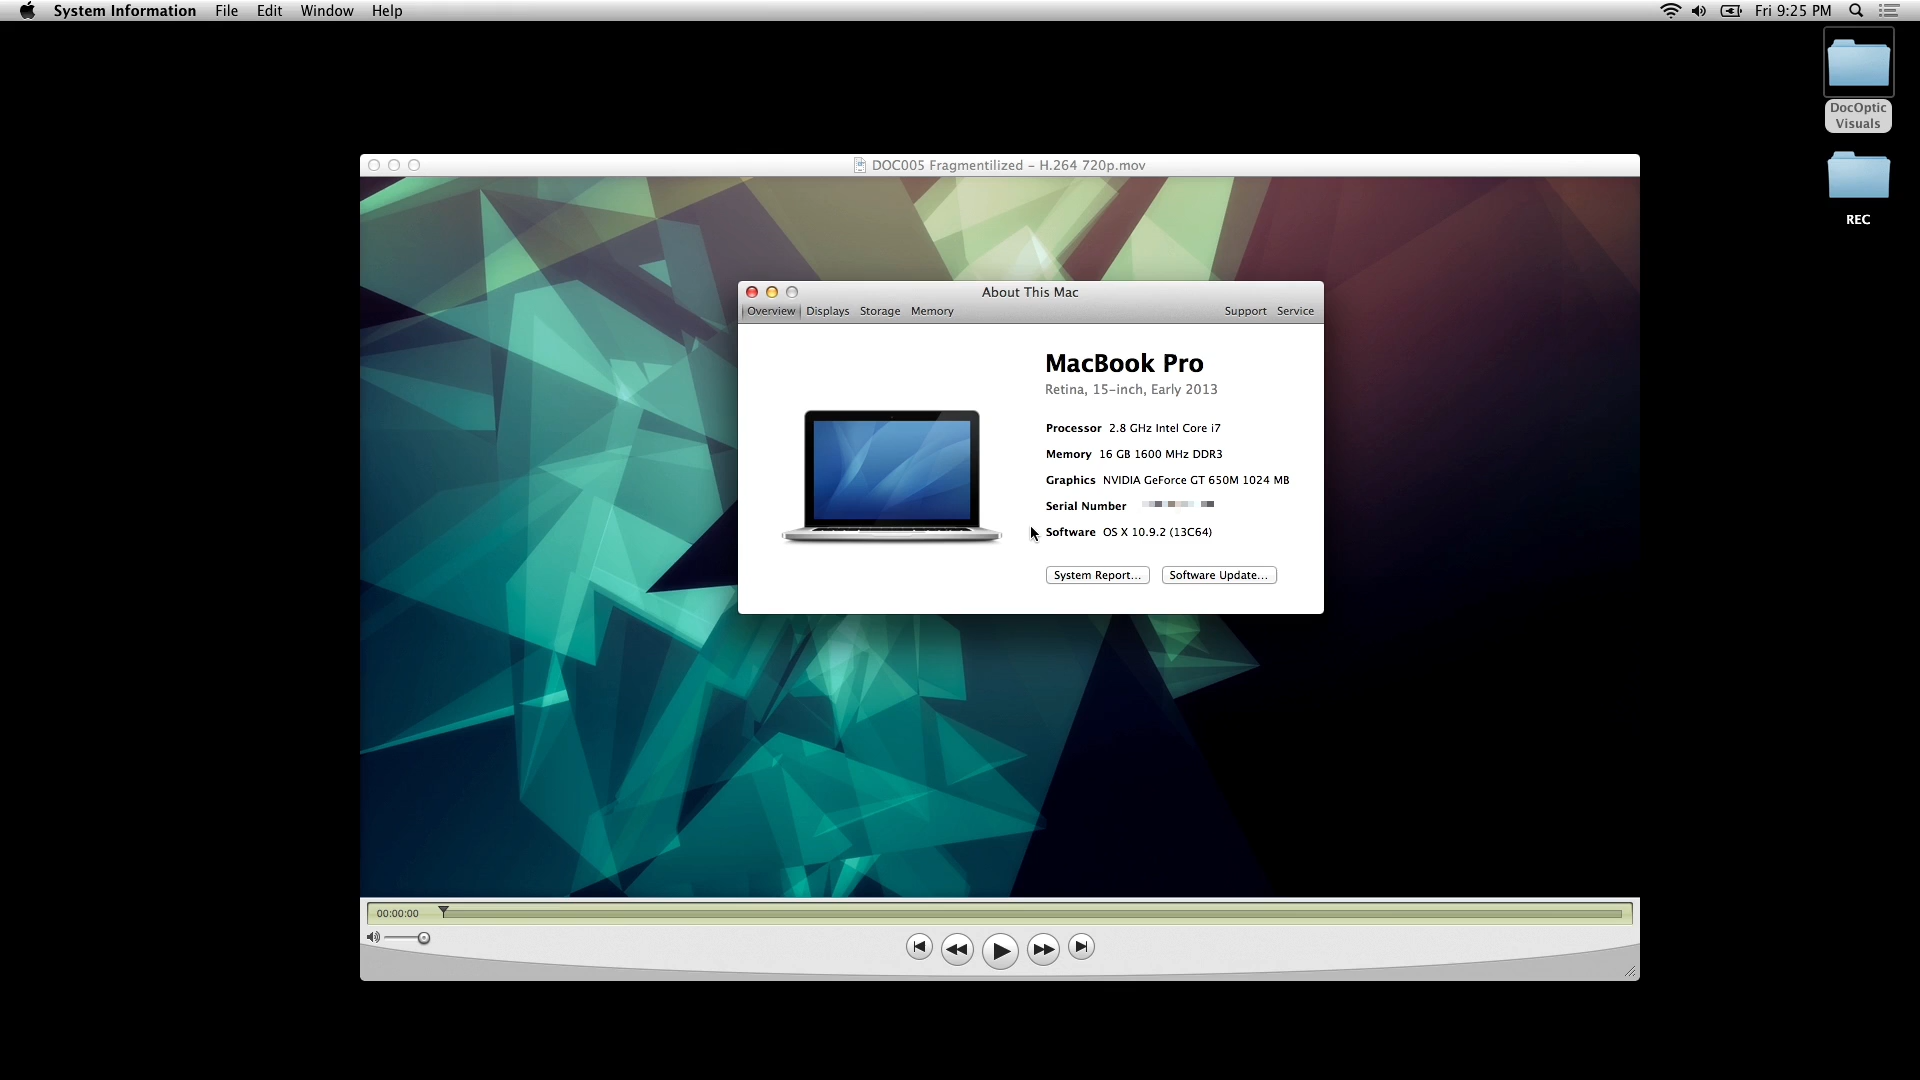 System Information File Edit Window Help Fri 9:25 PM
DocOptic
Visuals
REC
DOC005 Fragmentilized – H.264 720p.mov
About This Mac
Overview Displays Storage Memory Support Service
MacBook Pro
Retina, 15-inch, Early 2013
Processor 2.8 GHz Intel Core i7
Memory 16 GB 1600 MHz DDR3
Graphics NVIDIA GeForce GT 650M 1024 MB
Serial Number
Software OS X 10.9.2 (13C64)
System Report... Software Update...
00:00:00